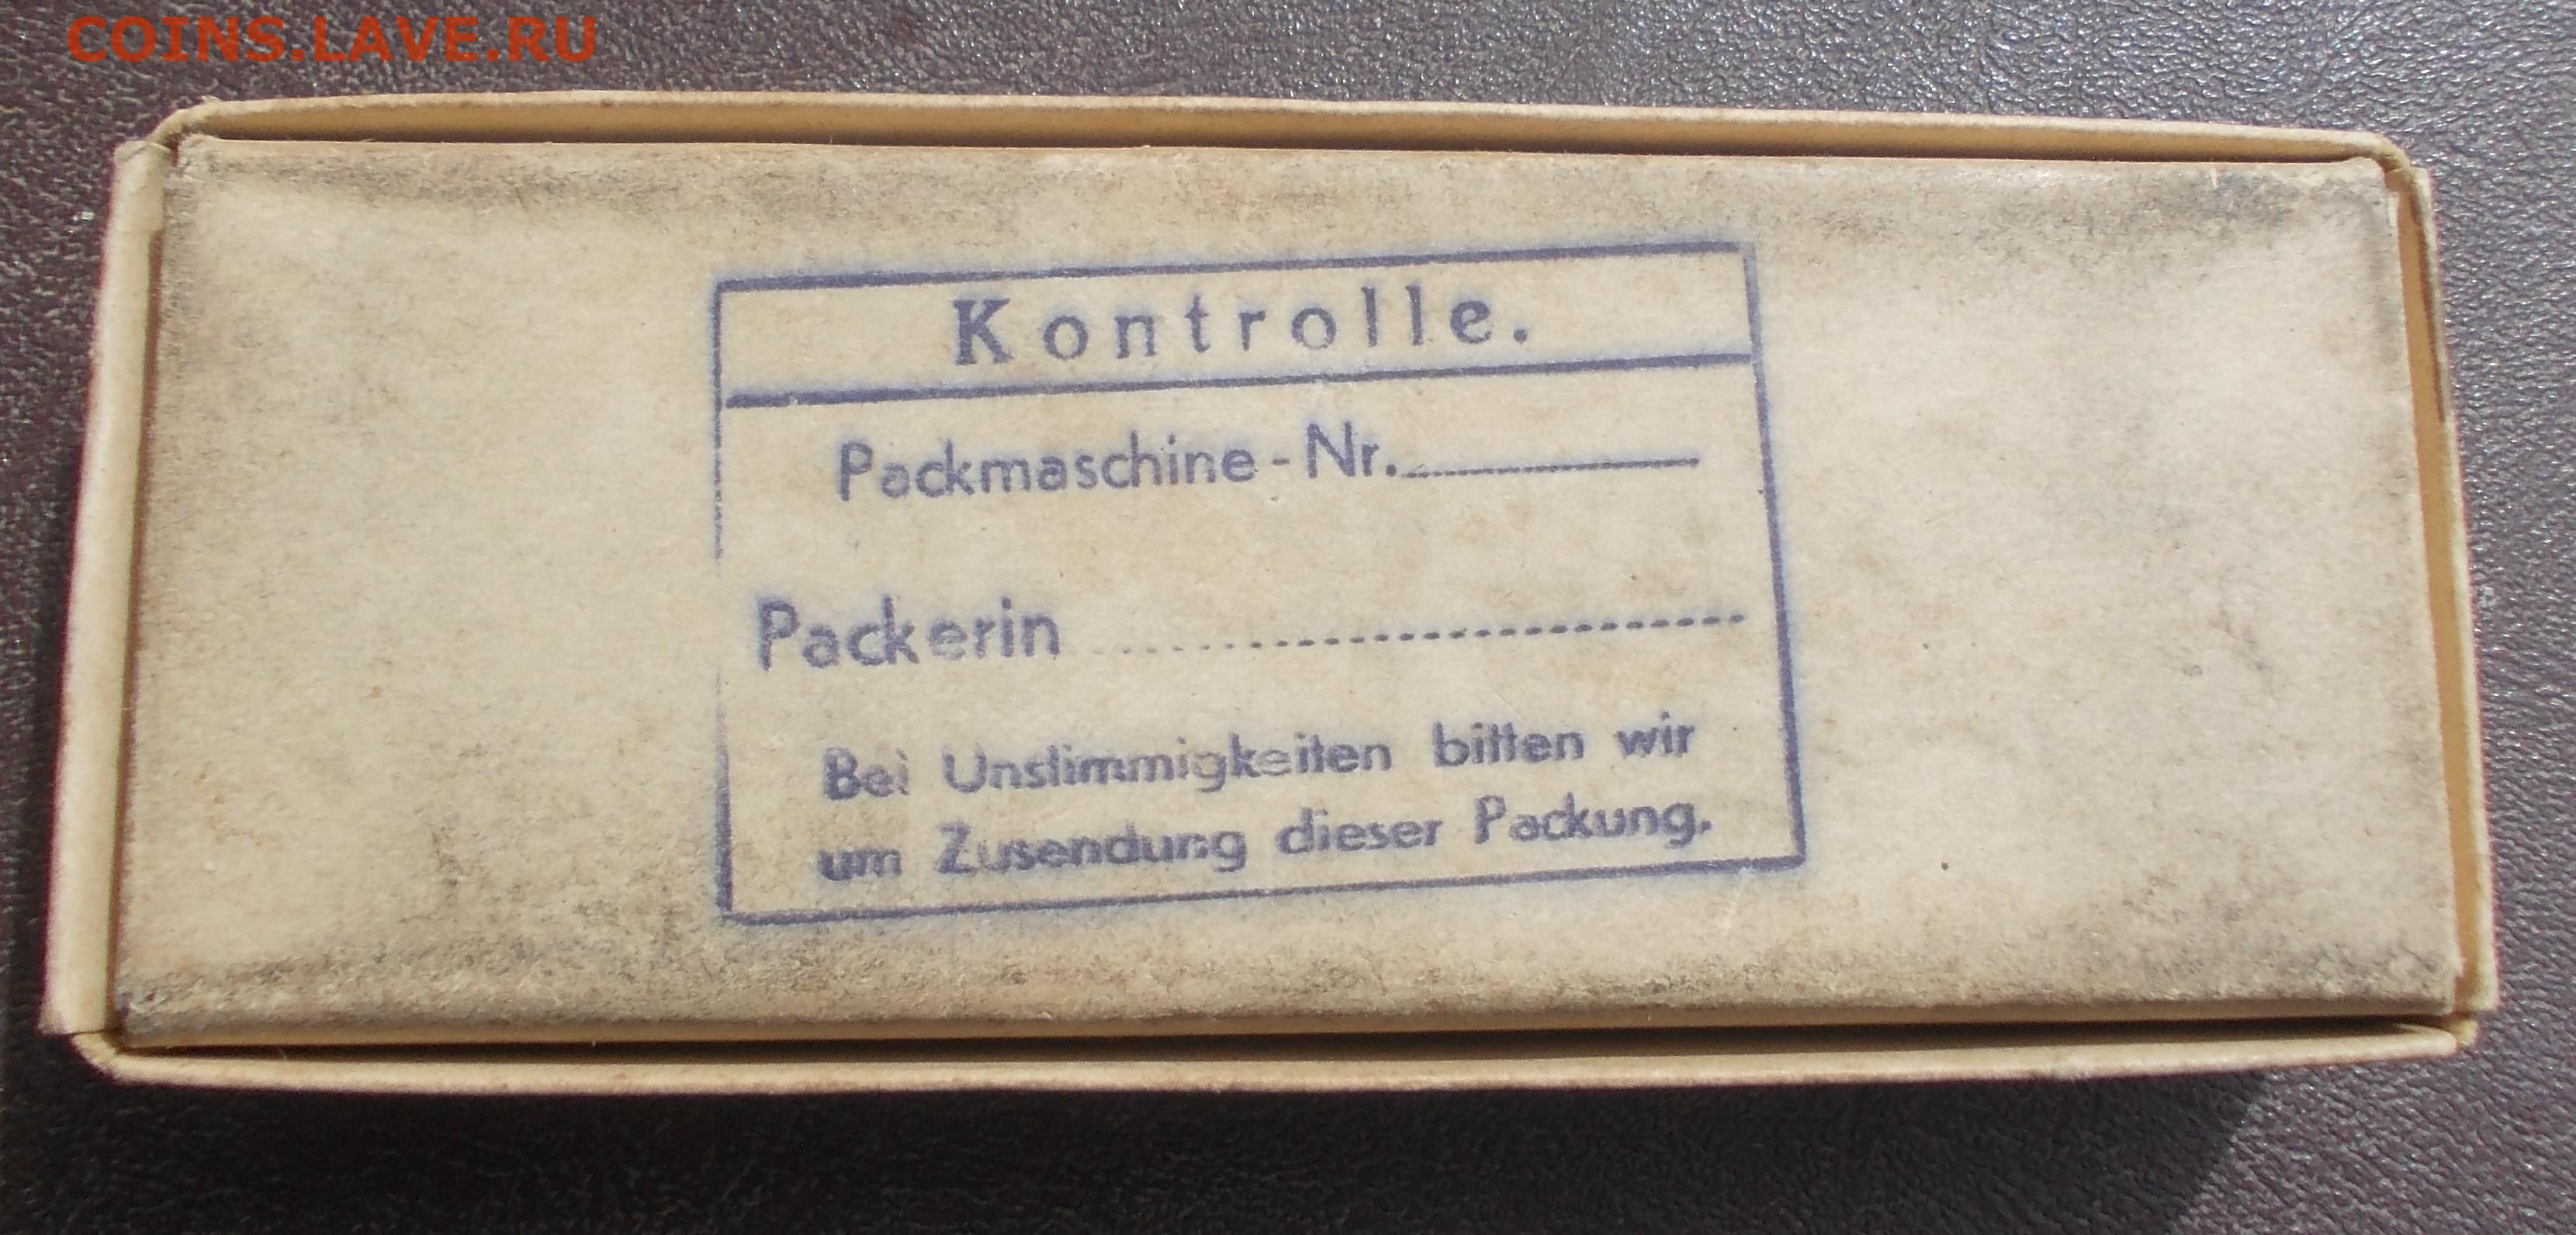 COINS.LAVE.RU
Kontrolle.
Packmaschine - Nr.
Packerin
Bei Unstimmigkeiten bitten wir
um Zusendung dieser Packung.